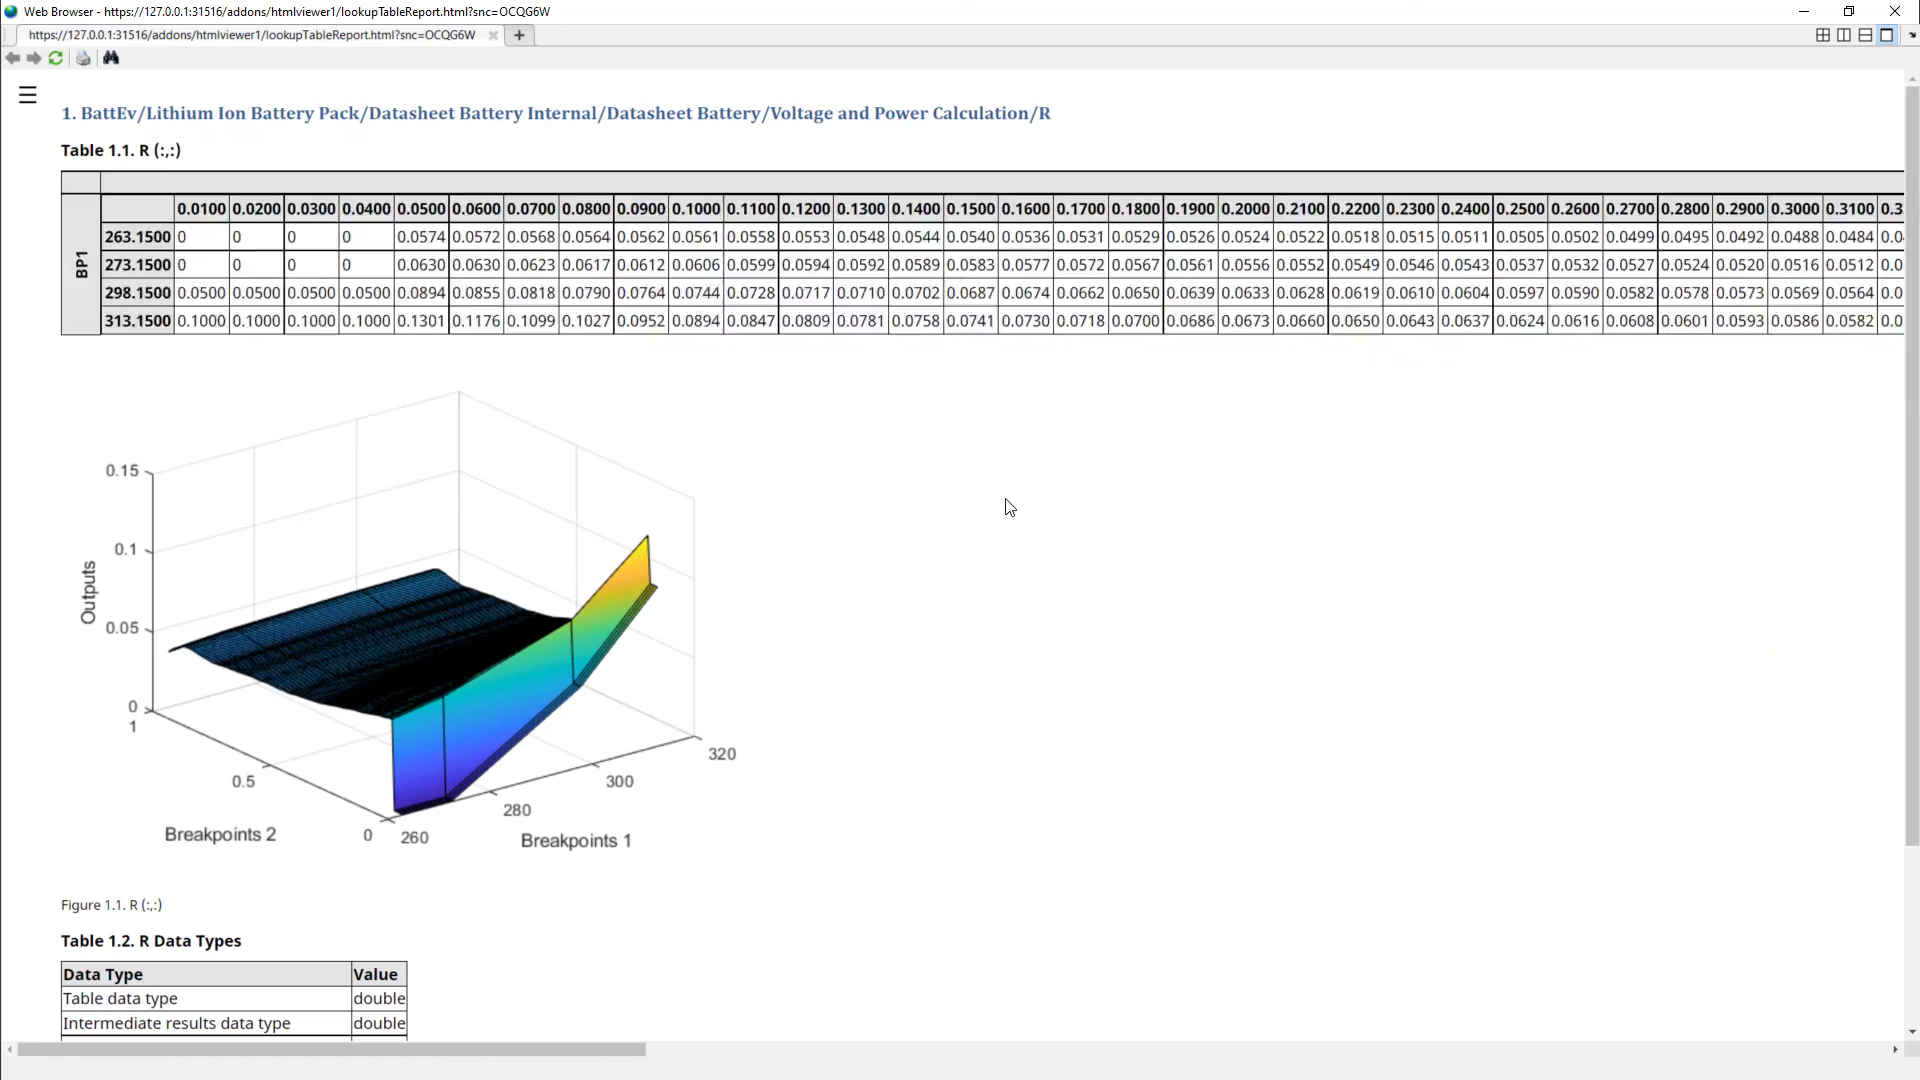 Web Browser - https://127.0.0.1:31516/addons/htmlviewer1/lookupTableReport.html?snc=OCQG6W
https://127.0.0.1:31516/addons/htmlviewer1/lookupTableReport.html?snc=OCQG6W
1. BattEv/Lithium Ion Battery Pack/Datasheet Battery Internal/Datasheet Battery/Voltage and Power Calculation/R
Table 1.1. R (:,:)
0.0100 0.0200 0.0300 0.0400 0.0500 0.0600 0.0700 0.0800 0.0900 0.1000 0.1100 0.1200 0.1300 0.1400 0.1500 0.1600 0.1700 0.1800 0.1900 0.2000 0.2100 0.2200 0.2300 0.2400 0.2500 0.2600 0.2700 0.2800 0.2900 0.3000 0.3100 0.3
BP1
263.1500 0 0 0 0 0.0574 0.0572 0.0568 0.0564 0.0562 0.0561 0.0558 0.0553 0.0548 0.0544 0.0540 0.0536 0.0531 0.0529 0.0526 0.0524 0.0522 0.0518 0.0515 0.0511 0.0505 0.0502 0.0499 0.0495 0.0492 0.0488 0.0484 0.0
273.1500 0 0 0 0 0.0630 0.0630 0.0623 0.0617 0.0612 0.0606 0.0599 0.0594 0.0592 0.0589 0.0583 0.0577 0.0572 0.0567 0.0561 0.0556 0.0552 0.0549 0.0546 0.0543 0.0537 0.0532 0.0527 0.0524 0.0520 0.0516 0.0512 0.0
298.1500 0.0500 0.0500 0.0500 0.0500 0.0894 0.0855 0.0818 0.0790 0.0764 0.0744 0.0728 0.0717 0.0710 0.0702 0.0687 0.0674 0.0662 0.0650 0.0639 0.0633 0.0628 0.0619 0.0610 0.0604 0.0597 0.0590 0.0582 0.0578 0.0573 0.0569 0.0564 0.0
313.1500 0.1000 0.1000 0.1000 0.1000 0.1301 0.1176 0.1099 0.1027 0.0952 0.0894 0.0847 0.0809 0.0781 0.0758 0.0741 0.0730 0.0718 0.0700 0.0686 0.0673 0.0660 0.0650 0.0643 0.0637 0.0624 0.0616 0.0608 0.0601 0.0593 0.0586 0.0582 0.0
0.15
0.1
Outputs
0.05
0
1
0.5
0
Breakpoints 2
260
280
300
320
Breakpoints 1
Figure 1.1. R (:,:)
Table 1.2. R Data Types
Data Type Value
Table data type double
Intermediate results data type double